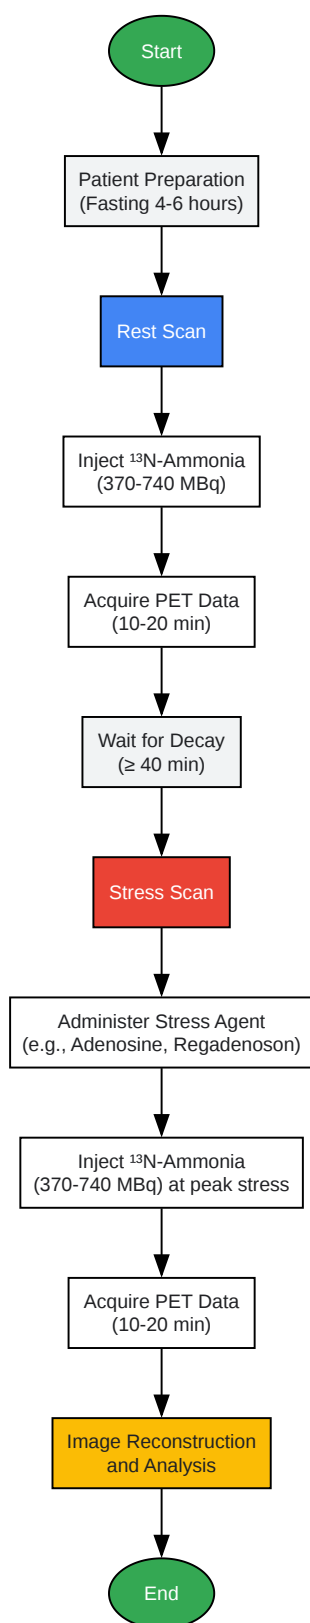 Start
Patient Preparation
(Fasting 4-6 hours)
Rest Scan
Inject ¹³N-Ammonia
(370-740 MBq)
Acquire PET Data
(10-20 min)
Wait for Decay
(≥ 40 min)
Stress Scan
Administer Stress Agent
(e.g., Adenosine, Regadenoson)
Inject ¹³N-Ammonia
(370-740 MBq) at peak stress
Acquire PET Data
(10-20 min)
Image Reconstruction
and Analysis
End